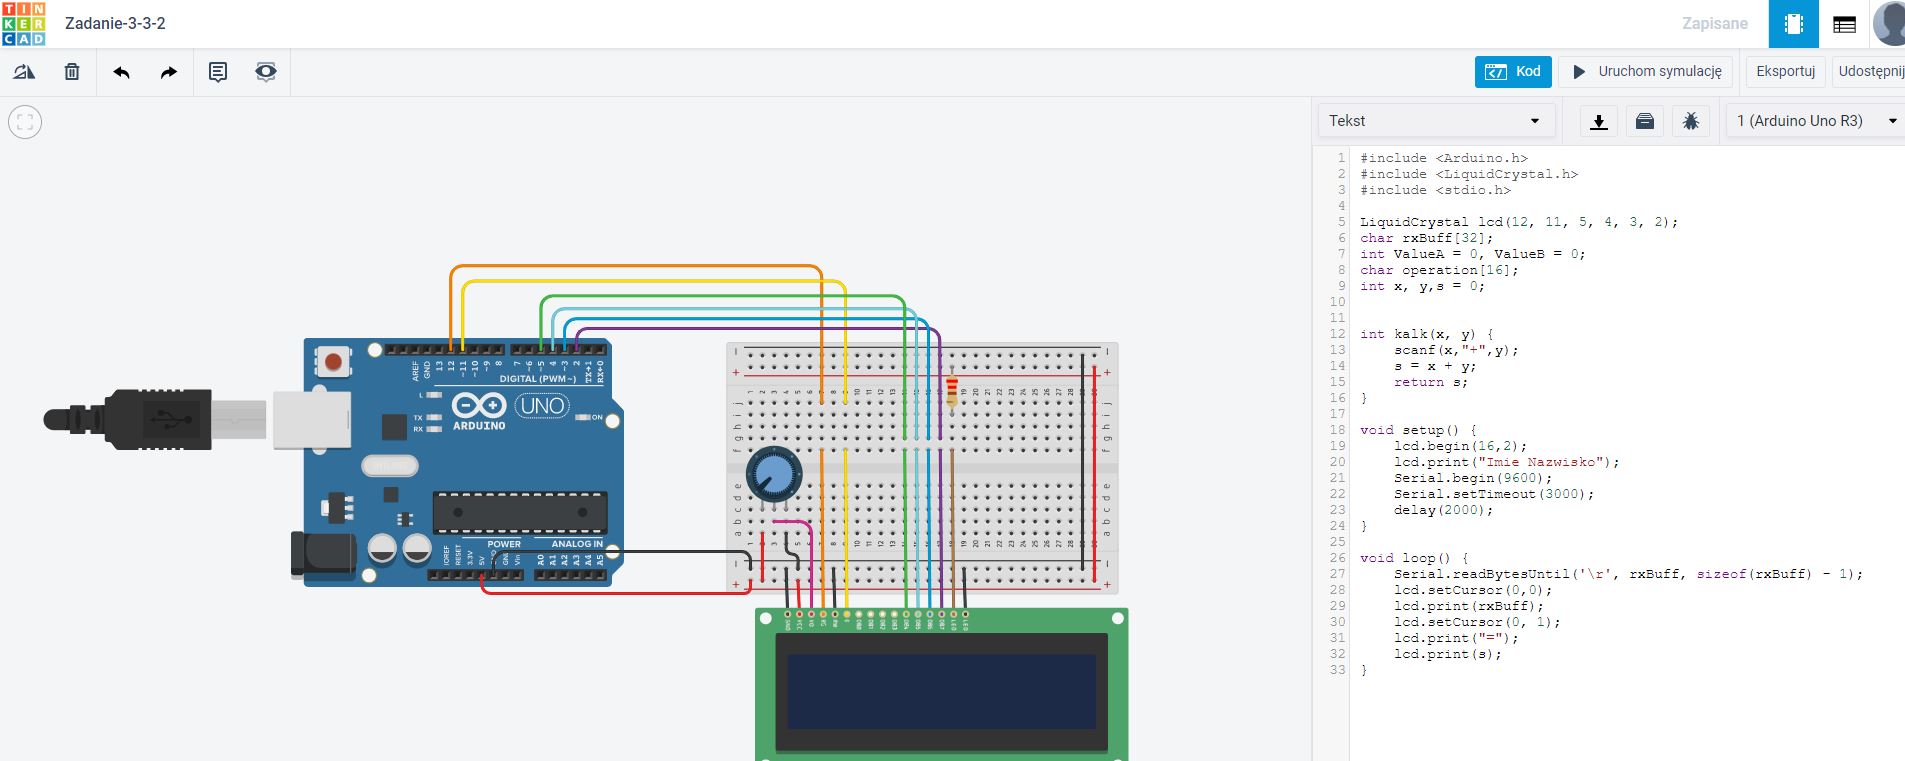 TIN
KER
CAD
Zadanie-3-3-2
Zapisane
Kod
Uruchom symulację
Eksportuj
Udostępnij
Tekst
1 (Arduino Uno R3)
1 #include <Arduino.h>
2 #include <LiquidCrystal.h>
3 #include <stdio.h>
4
5 LiquidCrystal lcd(12, 11, 5, 4, 3, 2);
6 char rxBuff[32];
7 int ValueA = 0, ValueB = 0;
8 char operation[16];
9 int x, y,s = 0;
10
11
12 int kalk(x, y) {
13 scanf(x,"+",y);
14 s = x + y;
15 return s;
16 }
17
18 void setup() {
19 lcd.begin(16,2);
20 lcd.print("Imie Nazwisko");
21 Serial.begin(9600);
22 Serial.setTimeout(3000);
23 delay(2000);
24 }
25
26 void loop() {
27 Serial.readBytesUntil('\r', rxBuff, sizeof(rxBuff) - 1);
28 lcd.setCursor(0,0);
29 lcd.print(rxBuff);
30 lcd.setCursor(0, 1);
31 lcd.print("=");
32 lcd.print(s);
33 }
AREF
GND
13
12
~11
~10
~9
8
7
~6
~5
4
~3
2
TX→1
RX←0
DIGITAL (PWM~)
L
TX
RX
UNO
ON
ARDUINO
IOREF
RESET
3.3V
5V
GND
Vin
POWER
ANALOG IN
A0
A1
A2
A3
A4
A5